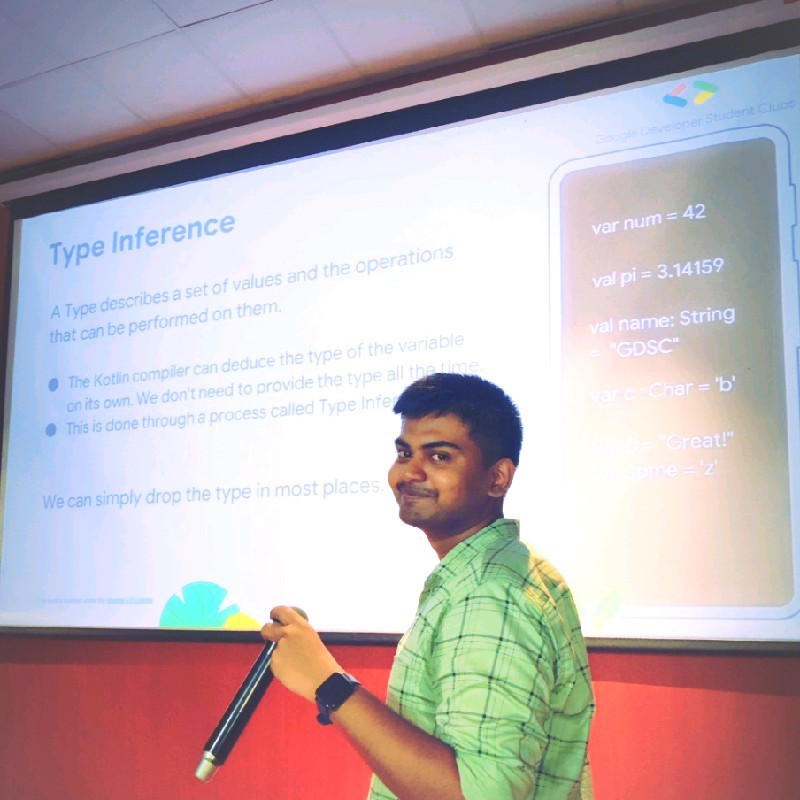 Google Developer Student Clubs
Type Inference
A Type describes a set of values and the operations
that can be performed on them.
The Kotlin compiler can deduce the type of the variable
on its own. We don't need to provide the type all the time.
This is done through a process called Type
We can simply drop the type in most places.
var num = 42
val pi = 3.14159
val name: String
= "GDSC"
var c : Char = 'b'
= "Great!"
= 'z'